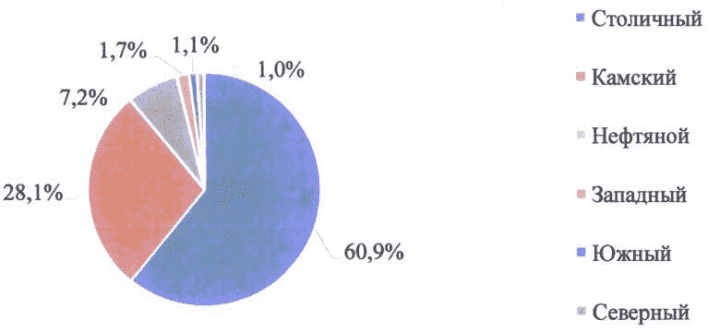 1,7%
1,1%
1,0%
7,2%
28,1%
60,9%
Столичный
Камский
Нефтяной
Западный
Южный
Северный